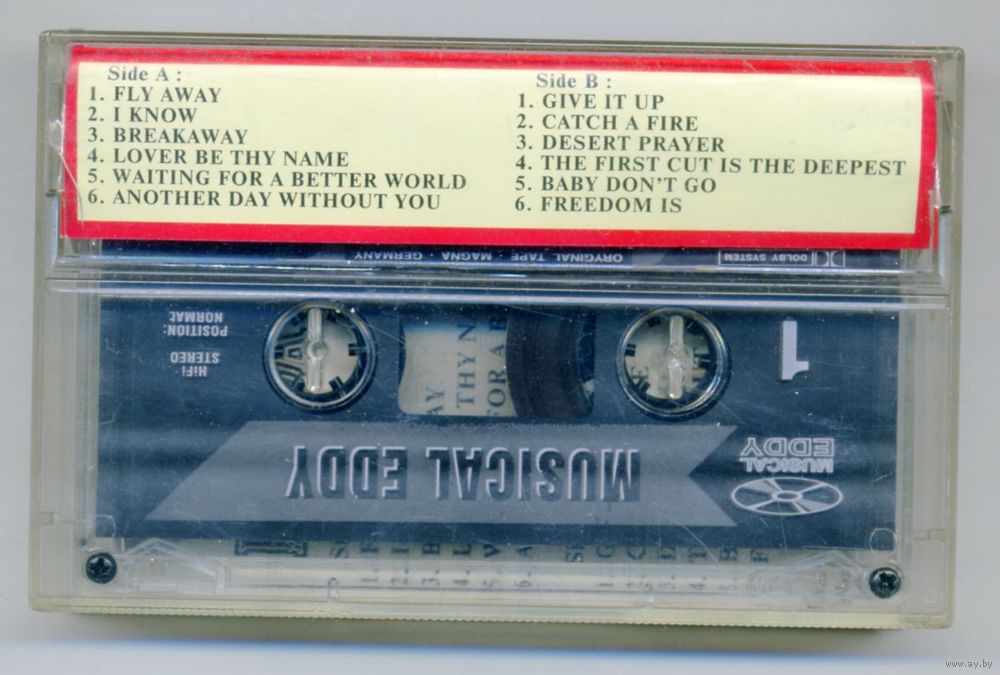 Side A :
1. FLY AWAY
2. I KNOW
3. BREAKAWAY
4. LOVER BE THY NAME
5. WAITING FOR A BETTER WORLD
6. ANOTHER DAY WITHOUT YOU
Side B :
1. GIVE IT UP
2. CATCH A FIRE
3. DESERT PRAYER
4. THE FIRST CUT IS THE DEEPEST
5. BABY DON'T GO
6. FREEDOM IS
DOLBY SYSTEM
ORYGINAL TAPE · MAGNA · GERMANY
POSITION:
NORMAL
HiFi
STEREO
1
AY
THY N
FOR A B
MUSICAL EDDY
MUSICAL
EDDY
www.ay.by